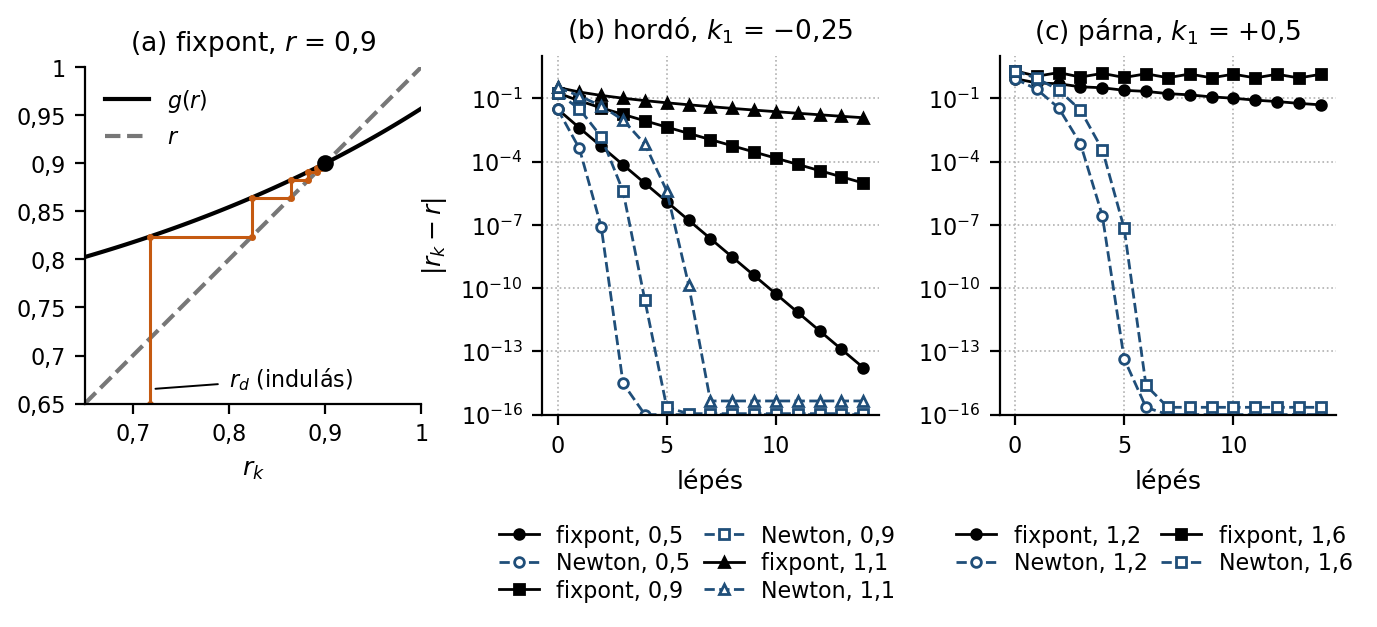 (a) fixpont, r = 0,9
g(r)
r
1
0,95
0,9
0,85
0,8
0,75
0,7
0,65
r_d (indulás)
0,7 0,8 0,9 1
r_k
(b) hordó, k₁ = −0,25
|r_k − r|
10⁻¹
10⁻⁴
10⁻⁷
10⁻¹⁰
10⁻¹³
10⁻¹⁶
0 5 10
lépés
fixpont, 0,5
Newton, 0,5
fixpont, 0,9
Newton, 0,9
fixpont, 1,1
Newton, 1,1
(c) párna, k₁ = +0,5
10⁻¹
10⁻⁴
10⁻⁷
10⁻¹⁰
10⁻¹³
10⁻¹⁶
0 5 10
lépés
fixpont, 1,2
Newton, 1,2
fixpont, 1,6
Newton, 1,6